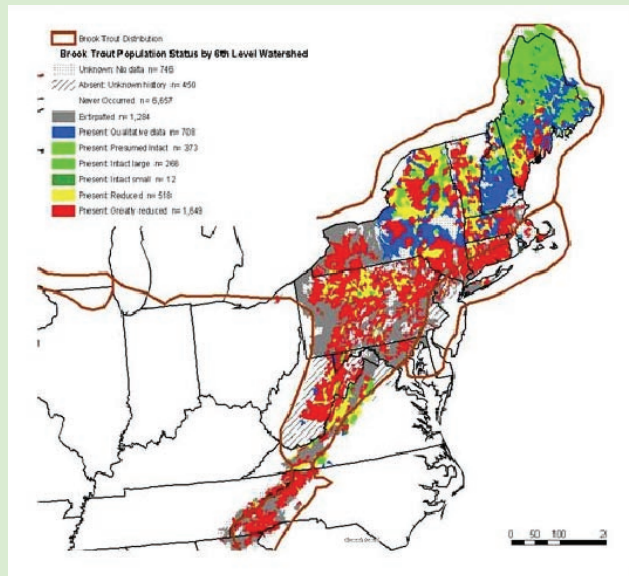 Brook Trout Distribution
Brook Trout Population Status by 6th Level Watershed
Unknown: No data n= 746
Absent: Unknown history n= 450
Never Occurred n= 6,657
Extirpated n= 1,284
Present: Qualitative data n= 708
Present: Presumed Intact n= 373
Present: Intact large n= 266
Present: Intact small n= 12
Present: Reduced n= 518
Present: Greatly reduced n= 1,649
0 50 100